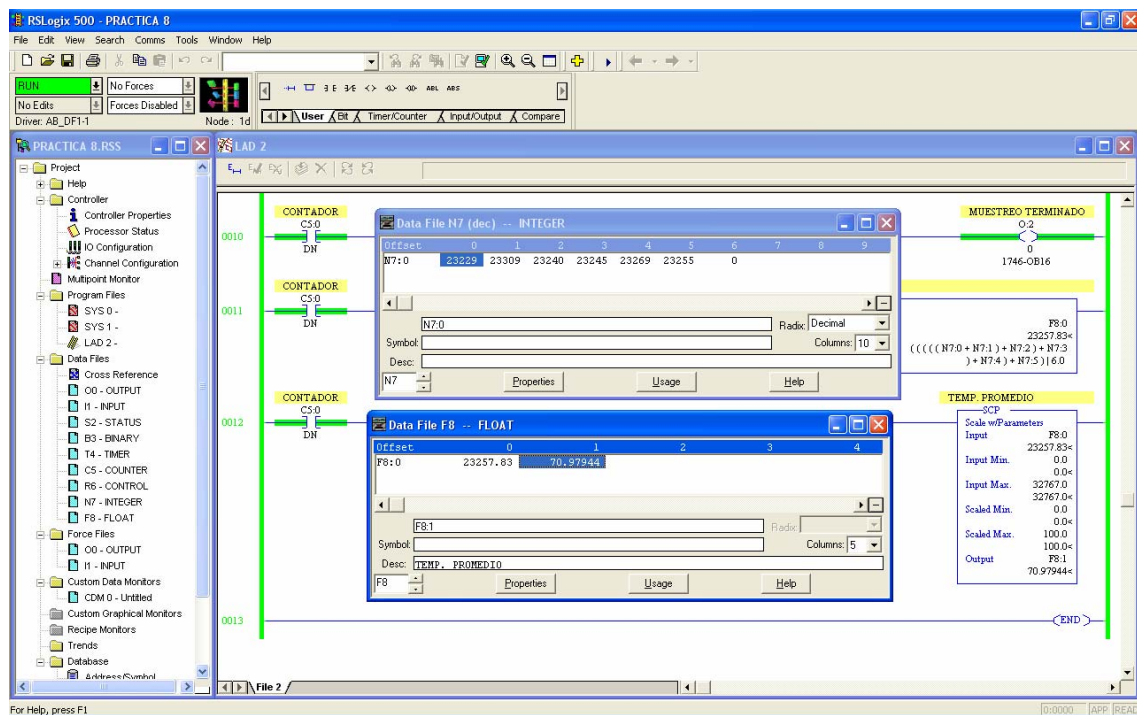 RSLogix 500 - PRACTICA 8
File Edit View Search Comms Tools Window Help
RUN No Forces
No Edits Forces Disabled
Driver: AB_DF1-1 Node: 1d
ABL ABS
User Bit Timer/Counter Input/Output Compare
PRACTICA 8.RSS
Project
Help
Controller
Controller Properties
Processor Status
IO Configuration
Channel Configuration
Multipoint Monitor
Program Files
SYS 0 -
SYS 1 -
LAD 2 -
Data Files
Cross Reference
O0 - OUTPUT
I1 - INPUT
S2 - STATUS
B3 - BINARY
T4 - TIMER
C5 - COUNTER
R6 - CONTROL
N7 - INTEGER
F8 - FLOAT
Force Files
O0 - OUTPUT
I1 - INPUT
Custom Data Monitors
CDM 0 - Untitled
Custom Graphical Monitors
Recipe Monitors
Trends
Database
Address/Symbol
LAD 2
CONTADOR
C5:0
0010
DN
MUESTREO TERMINADO
O:2
0
1746-OB16
CONTADOR
C5:0
0011
DN
F8:0
23257.83<
( ( ( ( ( N7:0 + N7:1 ) + N7:2 ) + N7:3
) + N7:4 ) + N7:5 ) | 6.0
CONTADOR
C5:0
0012
DN
TEMP. PROMEDIO
SCP
Scale w/Parameters
Input F8:0
23257.83<
Input Min. 0.0
0.0<
Input Max. 32767.0
32767.0<
Scaled Min. 0.0
0.0<
Scaled Max. 100.0
100.0<
Output F8:1
70.97944<
0013
END
Data File N7 (dec) -- INTEGER
Offset 0 1 2 3 4 5 6 7 8 9
N7:0 23229 23309 23240 23245 23269 23255 0
N7:0
Radix: Decimal
Symbol:
Columns: 10
Desc:
N7
Properties Usage Help
Data File F8 -- FLOAT
Offset 0 1 2 3 4
F8:0 23257.83 70.97944
F8:1
Radix:
Symbol:
Columns: 5
Desc: TEMP. PROMEDIO
F8
Properties Usage Help
File 2
For Help, press F1
0:0000 APP READ